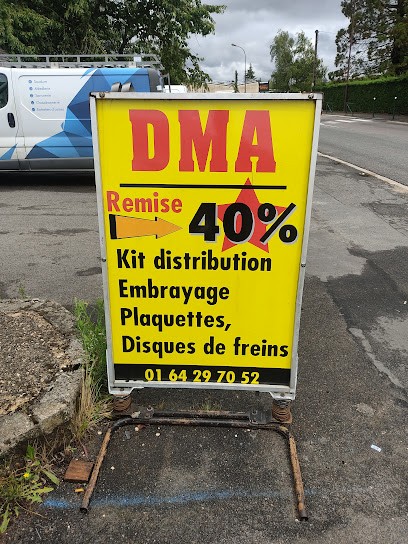 DMA
Remise
40%
Kit distribution
Embrayage
Plaquettes,
Disques de freins
01 64 29 70 52